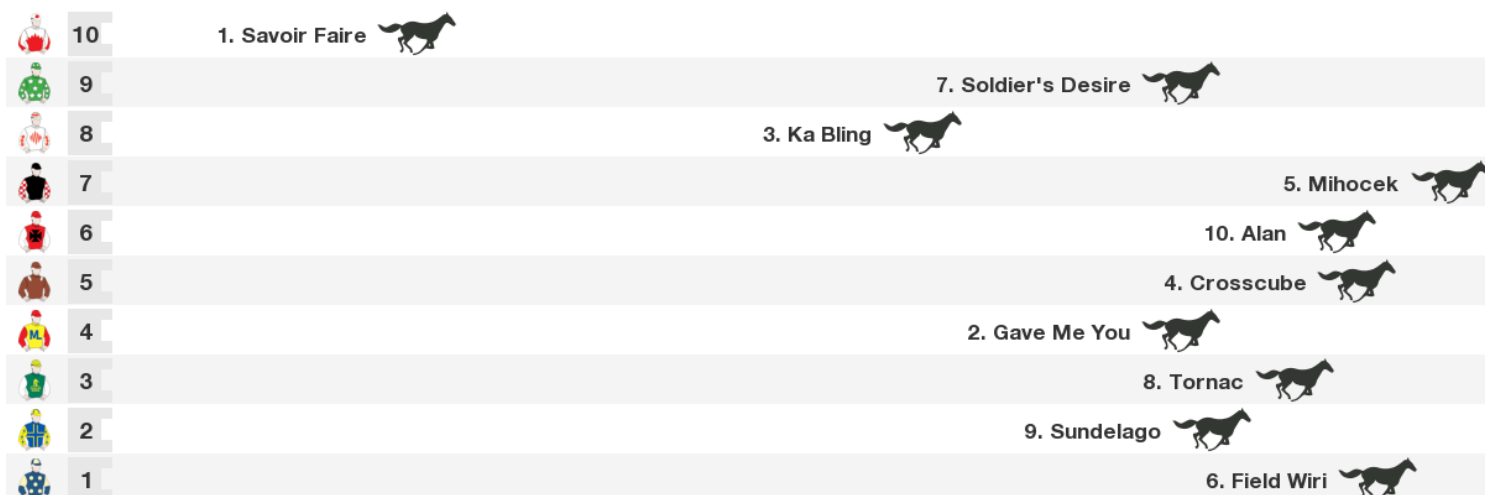 10 1. Savoir Faire
9 7. Soldier's Desire
8 3. Ka Bling
7 5. Mihocek
6 10. Alan
5 4. Crosscube
ML 4 2. Gave Me You
3 8. Tornac
2 9. Sundelago
1 6. Field Wiri